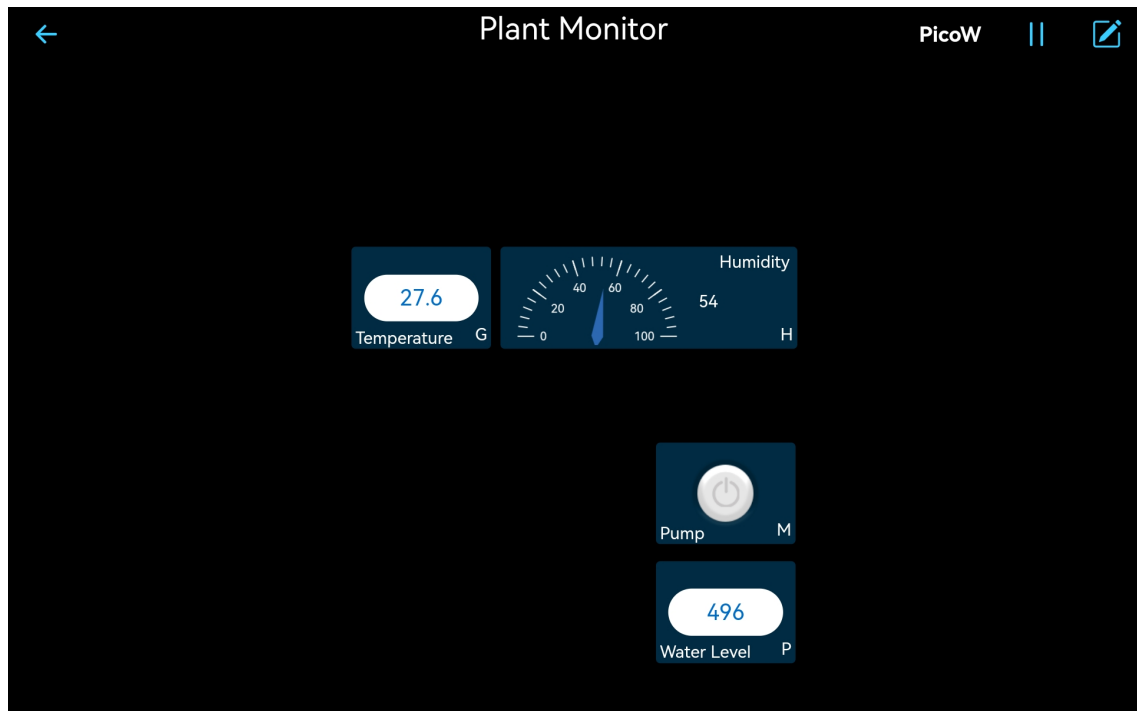 Plant Monitor
PicoW
27.6
Temperature G
Humidity
0 20 40 60 80 100
54
H
Pump M
496
Water Level P